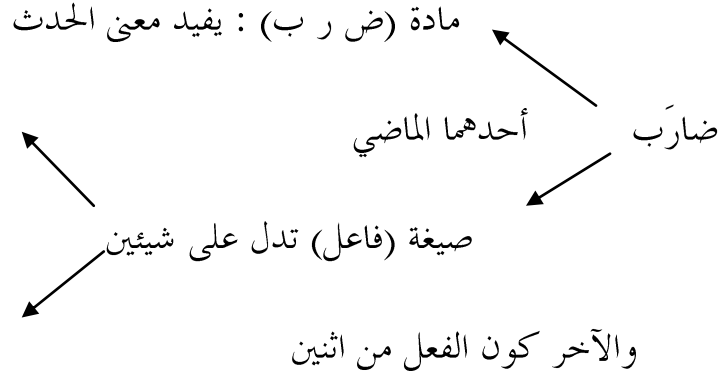 مادة (ض ر ب) : يفيد معنى الحدث
ضارَب
أحدهما الماضي
صيغة (فاعل) تدل على شيئين
والآخر كون الفعل من اثنين